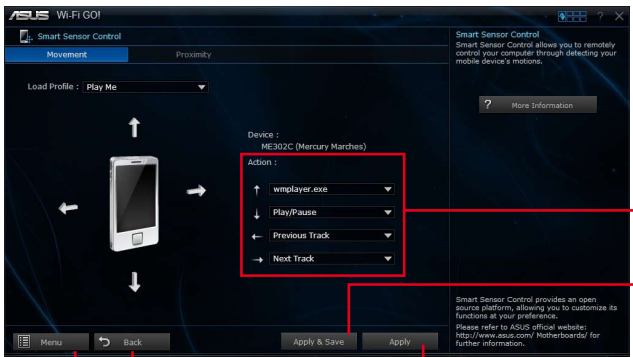 ASUS Wi-Fi GO!
? X
Smart Sensor Control
Movement Proximity
Load Profile : Play Me
Device :
ME302C (Mercury Marches)
Action :
↑ wmplayer.exe
↓ Play/Pause
← Previous Track
→ Next Track
Menu Back Apply & Save Apply
Smart Sensor Control
Smart Sensor Control allows you to remotely
control your computer through detecting your
mobile device's motions.
? More Information
Smart Sensor Control provides an open
source platform, allowing you to customize its
functions at your preference.
Please refer to ASUS official website:
http://www.asus.com/ Motherboards/ for
further information.